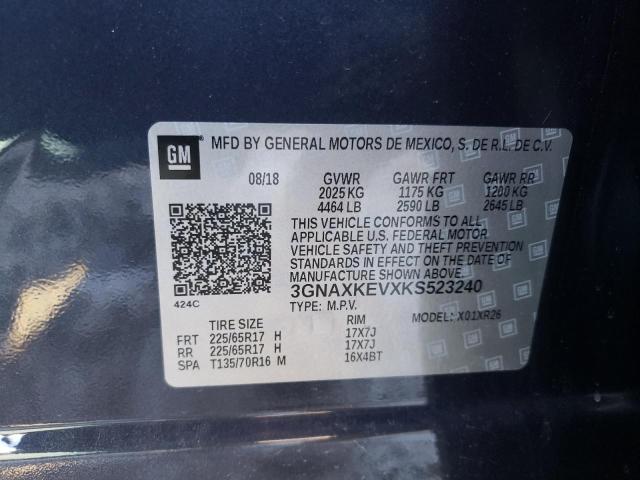 GM
MFD BY GENERAL MOTORS DE MEXICO, S. DE R.L. DE C.V.
08/18 GVWR GAWR FRT GAWR RR
2025 KG 1175 KG 1200 KG
4464 LB 2590 LB 2645 LB
THIS VEHICLE CONFORMS TO ALL
APPLICABLE U.S. FEDERAL MOTOR
VEHICLE SAFETY AND THEFT PREVENTION
STANDARDS IN EFFECT ON THE DATE OF
MANUFACTURE SHOWN ABOVE.
424C
3GNAXKEVXKS523240
TYPE: M.P.V.
TIRE SIZE RIM MODEL: X01XR26
FRT 225/65R17 H 17X7J
RR 225/65R17 H 17X7J
SPA T135/70R16 M 16X4BT